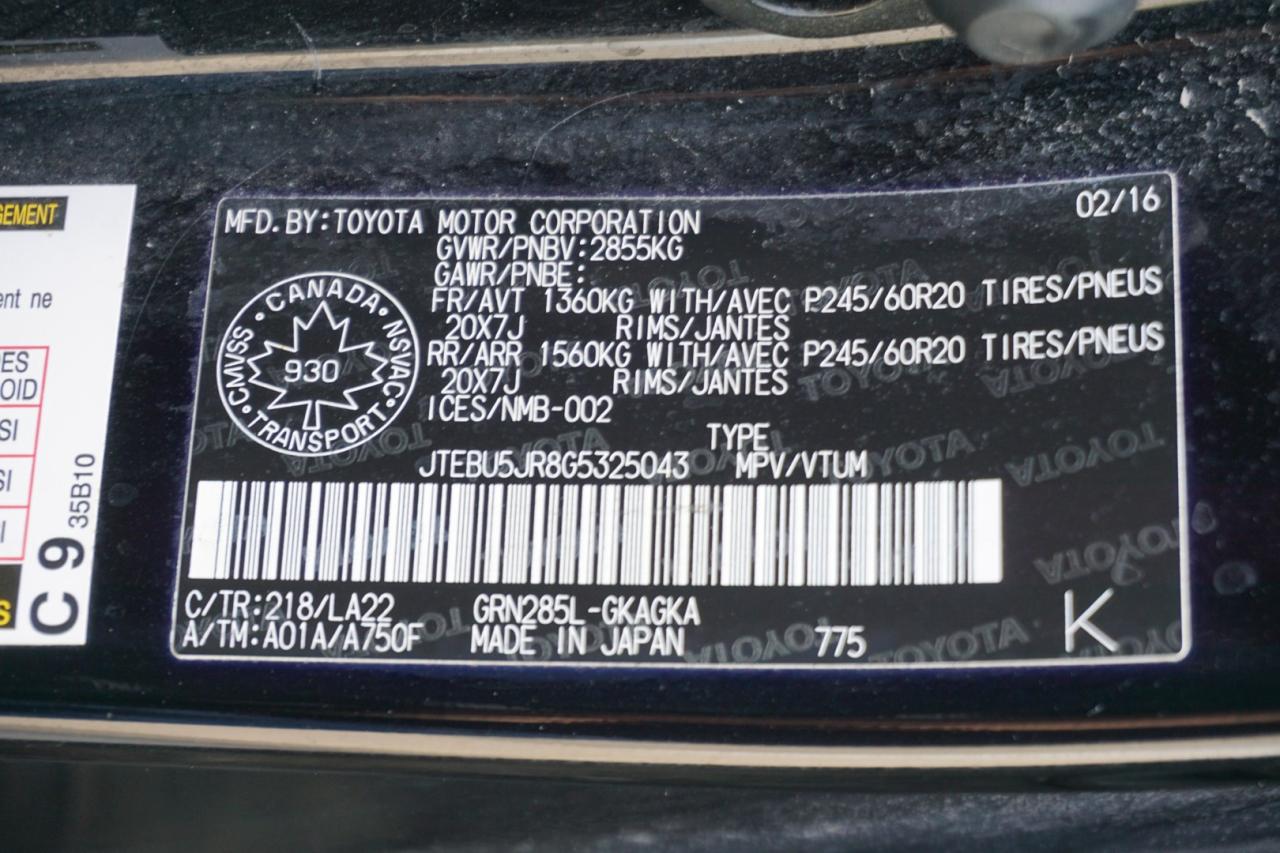 GEMENT
ent ne
DES
OID
SI
SI
I
S
C 9 35B10
02/16
MFD.BY:TOYOTA MOTOR CORPORATION
GVWR/PNBV:2855KG
GAWR/PNBE:
FR/AVT 1360KG WITH/AVEC P245/60R20 TIRES/PNEUS
20X7J RIMS/JANTES
RR/ARR 1560KG WITH/AVEC P245/60R20 TIRES/PNEUS
20X7J RIMS/JANTES
ICES/NMB-002
CANADA · NSVAC · TRANSPORT · CMVSS ·
930
TYPE
JTEBU5JR8G5325043 MPV/VTUM
C/TR:218/LA22 GRN285L-GKAGKA
A/TM:A01A/A750F MADE IN JAPAN 775
K
TOYOTA